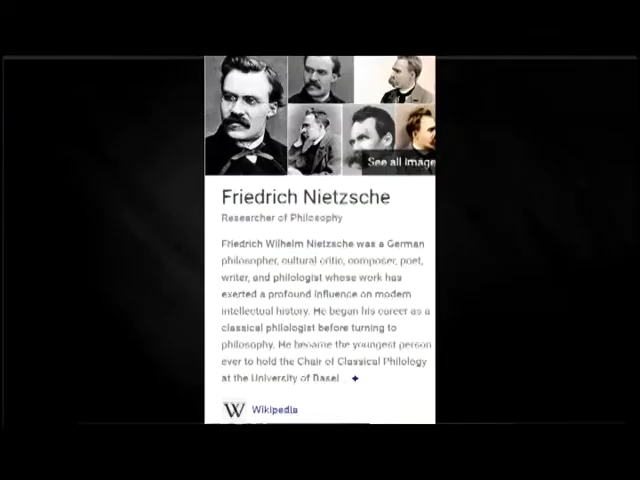 See all image
Friedrich Nietzsche
Researcher of Philosophy
Friedrich Wilhelm Nietzsche was a German
philosopher, cultural critic, composer, poet,
writer, and philologist whose work has
exerted a profound influence on modern
intellectual history. He began his career as a
classical philologist before turning to
philosophy. He became the youngest person
ever to hold the Chair of Classical Philology
at the University of Basel...
W Wikipedia